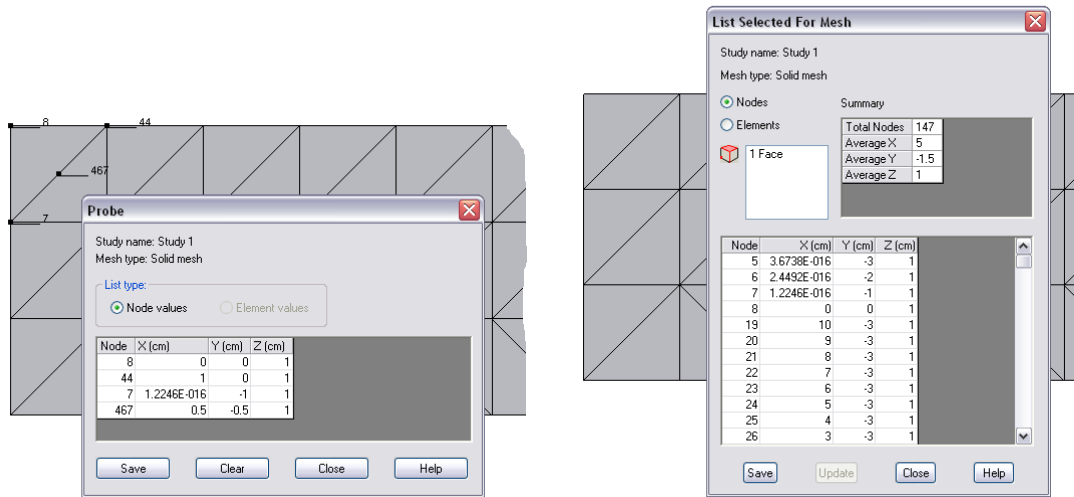 8
44
467
7
Probe
Study name: Study 1
Mesh type: Solid mesh
List type:
Node values Element values
Node X (cm) Y (cm) Z (cm)
8 0 0 1
44 1 0 1
7 1.2246E-016 -1 1
467 0.5 -0.5 1
Save Clear Close Help
List Selected For Mesh
Study name: Study 1
Mesh type: Solid mesh
Nodes
Elements
1 Face
Summary
Total Nodes 147
Average X 5
Average Y -1.5
Average Z 1
Node X (cm) Y (cm) Z (cm)
5 3.6738E-016 -3 1
6 2.4492E-016 -2 1
7 1.2246E-016 -1 1
8 0 0 1
19 10 -3 1
20 9 -3 1
21 8 -3 1
22 7 -3 1
23 6 -3 1
24 5 -3 1
25 4 -3 1
26 3 -3 1
Save Update Close Help